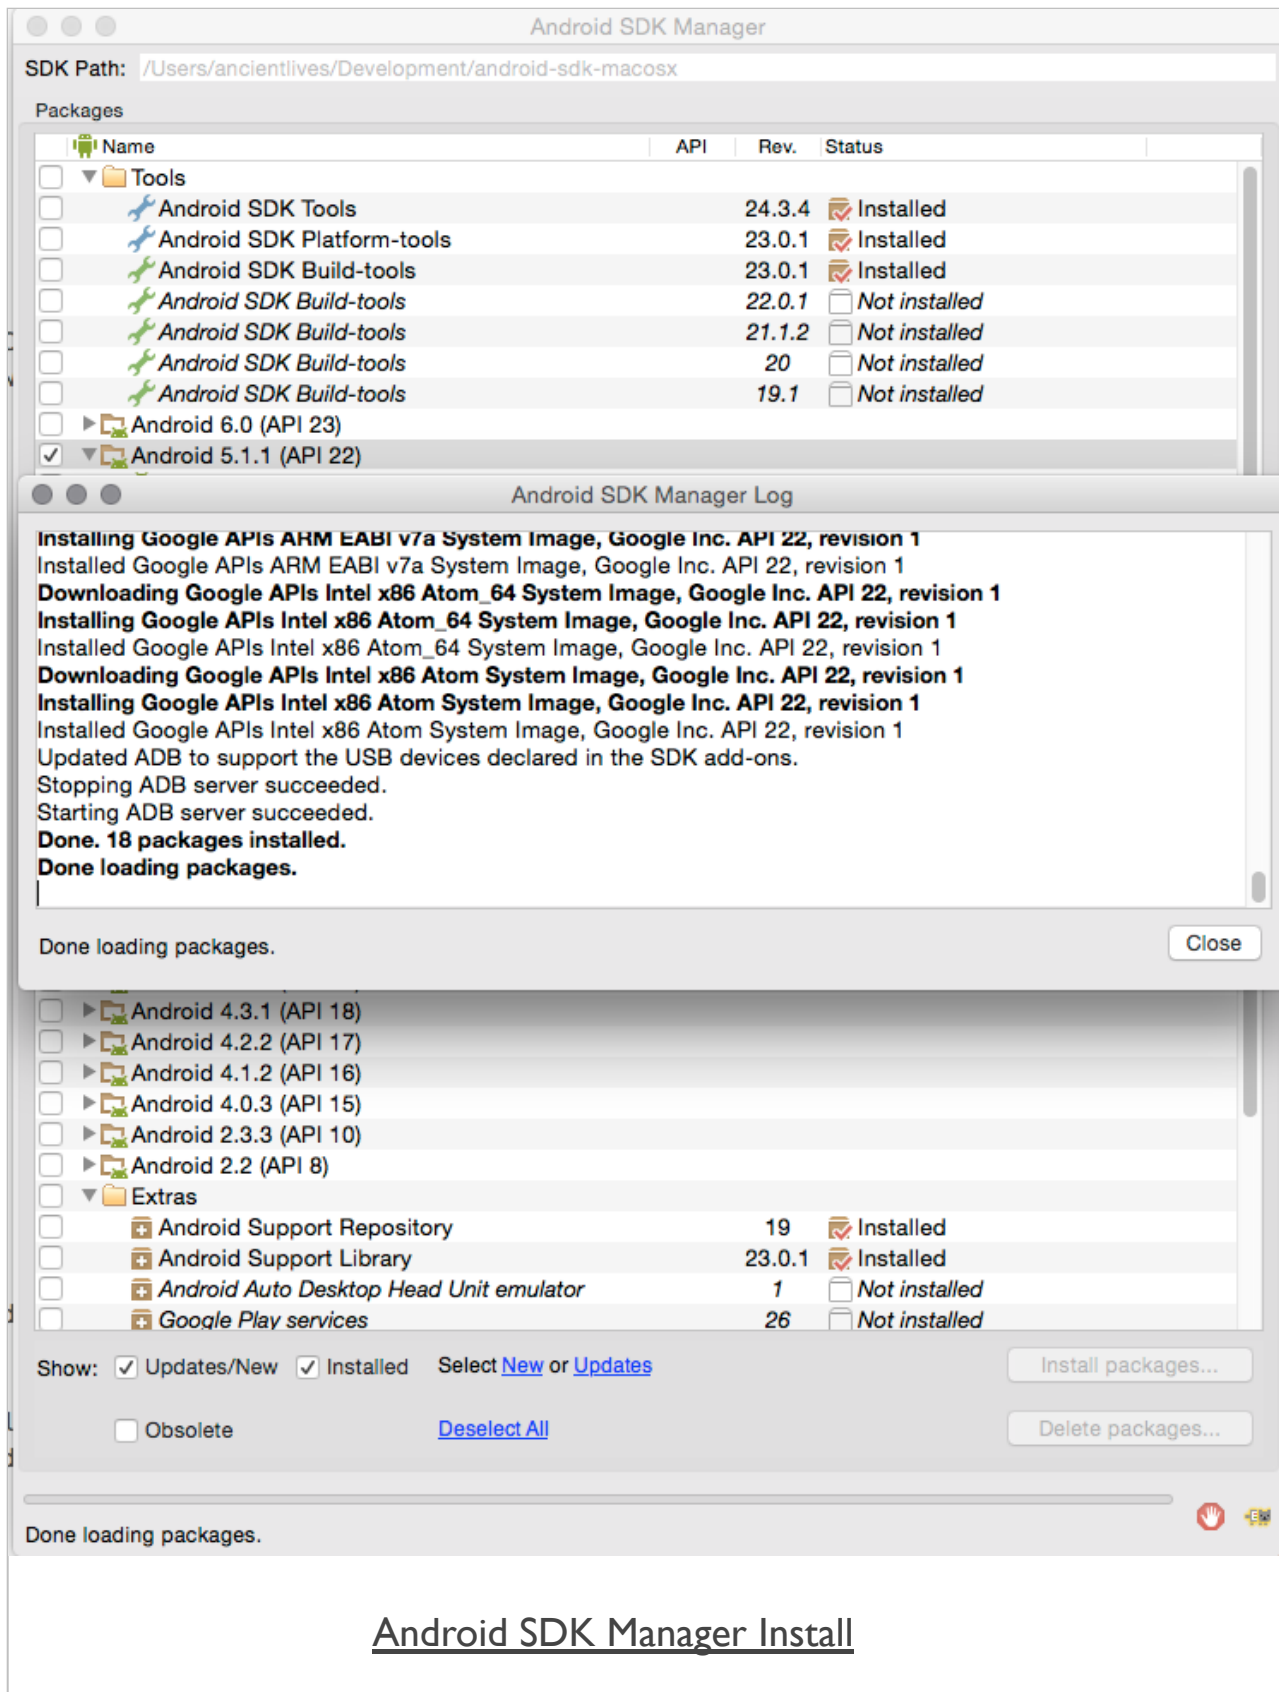 Android SDK Manager
SDK Path: /Users/ancientlives/Development/android-sdk-macosx
Packages
Name API Rev. Status
Tools
Android SDK Tools 24.3.4 Installed
Android SDK Platform-tools 23.0.1 Installed
Android SDK Build-tools 23.0.1 Installed
Android SDK Build-tools 22.0.1 Not installed
Android SDK Build-tools 21.1.2 Not installed
Android SDK Build-tools 20 Not installed
Android SDK Build-tools 19.1 Not installed
Android 6.0 (API 23)
Android 5.1.1 (API 22)
Android SDK Manager Log
Installing Google APIs ARM EABI v7a System Image, Google Inc. API 22, revision 1
Installed Google APIs ARM EABI v7a System Image, Google Inc. API 22, revision 1
Downloading Google APIs Intel x86 Atom_64 System Image, Google Inc. API 22, revision 1
Installing Google APIs Intel x86 Atom_64 System Image, Google Inc. API 22, revision 1
Installed Google APIs Intel x86 Atom_64 System Image, Google Inc. API 22, revision 1
Downloading Google APIs Intel x86 Atom System Image, Google Inc. API 22, revision 1
Installing Google APIs Intel x86 Atom System Image, Google Inc. API 22, revision 1
Installed Google APIs Intel x86 Atom System Image, Google Inc. API 22, revision 1
Updated ADB to support the USB devices declared in the SDK add-ons.
Stopping ADB server succeeded.
Starting ADB server succeeded.
Done. 18 packages installed.
Done loading packages.
Done loading packages. Close
Android 4.3.1 (API 18)
Android 4.2.2 (API 17)
Android 4.1.2 (API 16)
Android 4.0.3 (API 15)
Android 2.3.3 (API 10)
Android 2.2 (API 8)
Extras
Android Support Repository 19 Installed
Android Support Library 23.0.1 Installed
Android Auto Desktop Head Unit emulator 1 Not installed
Google Play services 26 Not installed
Show: Updates/New Installed Select New or Updates Install packages...
Obsolete Deselect All Delete packages...
Done loading packages.
Android SDK Manager Install